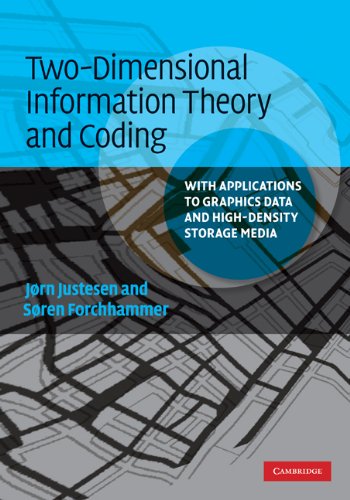 Two-Dimensional
Information Theory
and Coding
WITH APPLICATIONS
TO GRAPHICS DATA
AND HIGH-DENSITY
STORAGE MEDIA
Jørn Justesen and
Søren Forchhammer
CAMBRIDGE